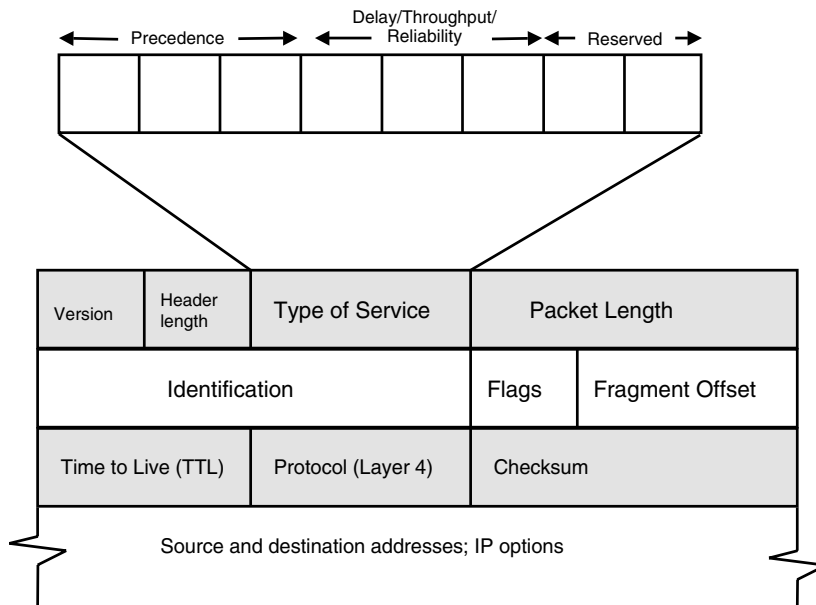 Precedence
Delay/Throughput/
Reliability
Reserved
Version
Header
length
Type of Service
Packet Length
Identification
Flags
Fragment Offset
Time to Live (TTL)
Protocol (Layer 4)
Checksum
Source and destination addresses; IP options